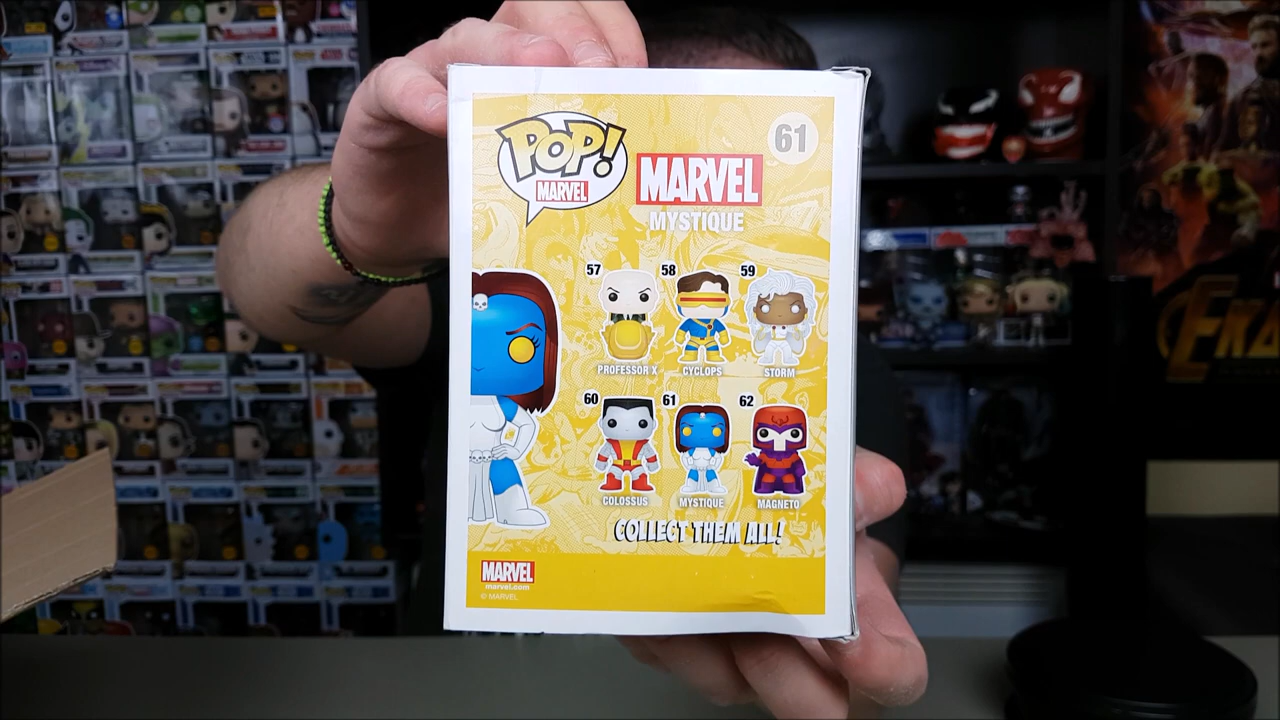 POP!
MARVEL
MARVEL
MYSTIQUE
61
57
58
59
PROFESSOR X
CYCLOPS
STORM
60
61
62
COLOSSUS
MYSTIQUE
MAGNETO
COLLECT THEM ALL!
MARVEL
marvel.com
© MARVEL